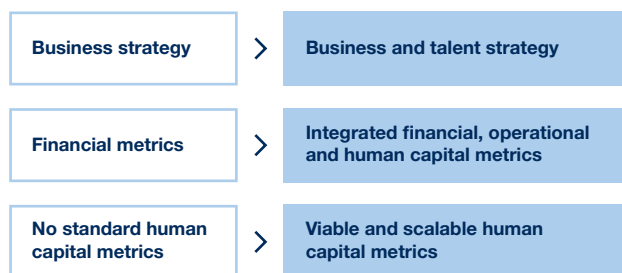 Business strategy
Business and talent strategy
Financial metrics
Integrated financial, operational
and human capital metrics
No standard human
capital metrics
Viable and scalable human
capital metrics